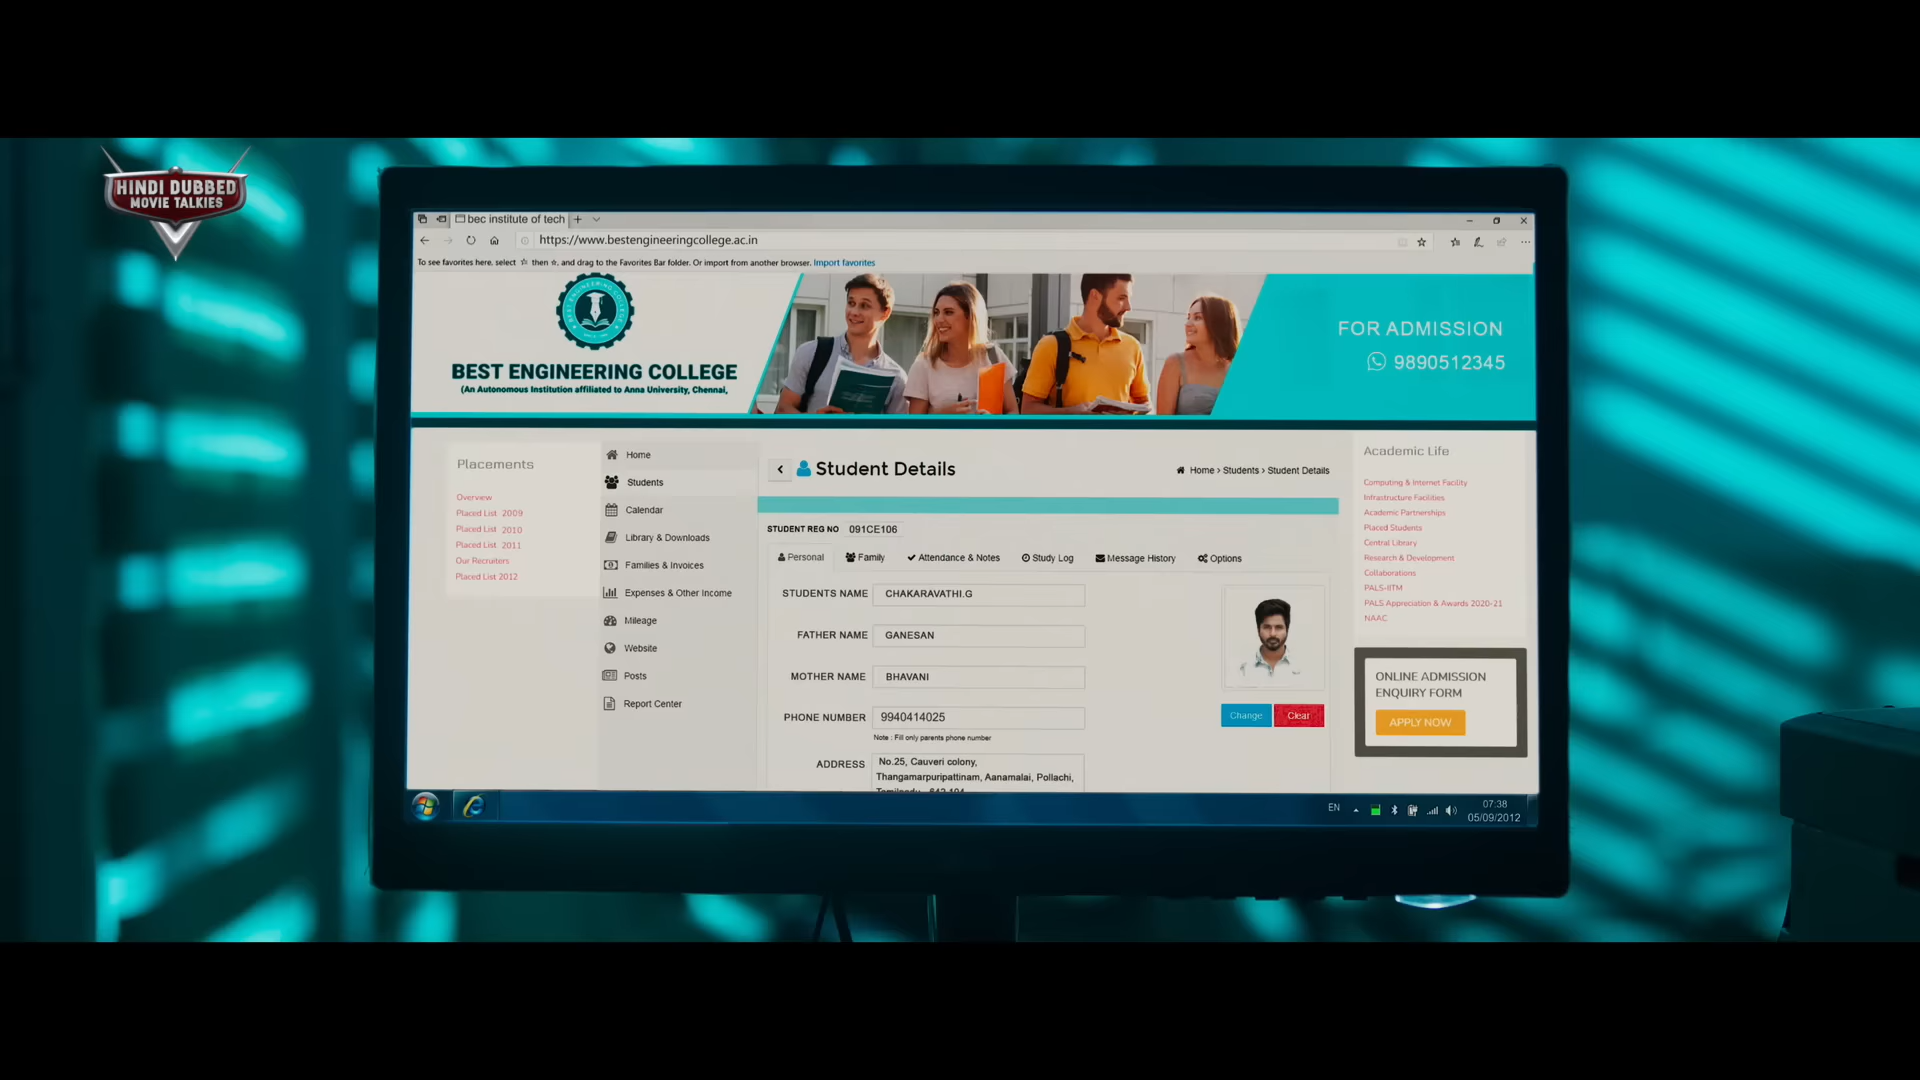 HINDI DUBBED
MOVIE TALKIES
bec institute of tech
https://www.bestengineeringcollege.ac.in
To see favorites here, select ☆ then ☆, and drag to the Favorites Bar folder. Or import from another browser. Import favorites
BEST ENGINEERING COLLEGE
BEST ENGINEERING COLLEGE
(An Autonomous Institution affiliated to Anna University, Chennai,
FOR ADMISSION
9890512345
Placements
Overview
Placed List 2009
Placed List 2010
Placed List 2011
Our Recruiters
Placed List 2012
Home
Students
Calendar
Library & Downloads
Families & Invoices
Expenses & Other Income
Mileage
Website
Posts
Report Center
Student Details
Home > Students > Student Details
STUDENT REG NO 091CE106
Personal Family Attendance & Notes Study Log Message History Options
STUDENTS NAME CHAKARAVATHI.G
FATHER NAME GANESAN
MOTHER NAME BHAVANI
PHONE NUMBER 9940414025
Note : Fill only parents phone number
ADDRESS No.25, Cauveri colony,
Thangamarpuripattinam, Aanamalai, Pollachi,
Change Clear
Academic Life
Computing & Internet Facility
Infrastructure Facilities
Academic Partnerships
Placed Students
Central Library
Research & Development
Collaborations
PALS-IITM
PALS Appreciation & Awards 2020-21
NAAC
ONLINE ADMISSION
ENQUIRY FORM
APPLY NOW
EN
07:38
05/09/2012